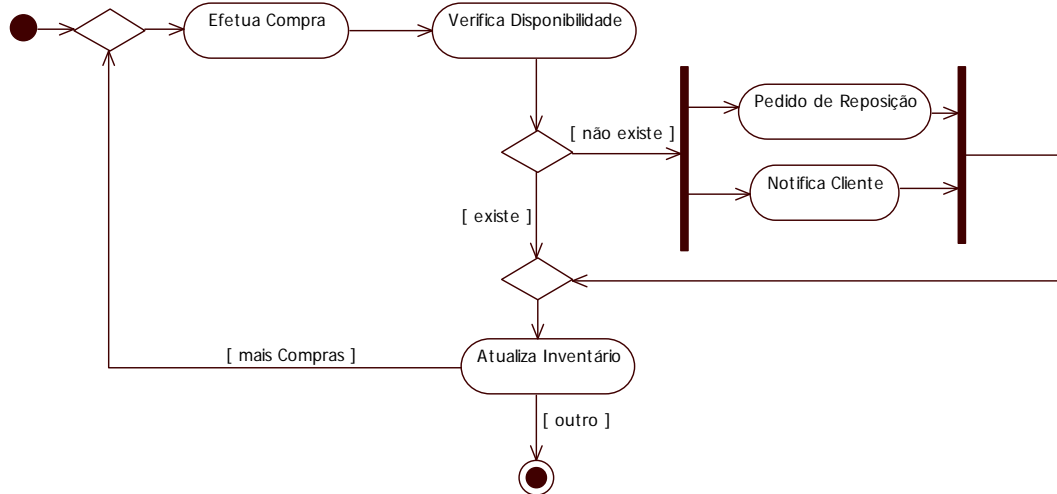 Efetua Compra
Verifica Disponibilidade
Pedido de Reposição
[ não existe ]
Notifica Cliente
[ existe ]
[ mais Compras ]
Atualiza Inventário
[ outro ]